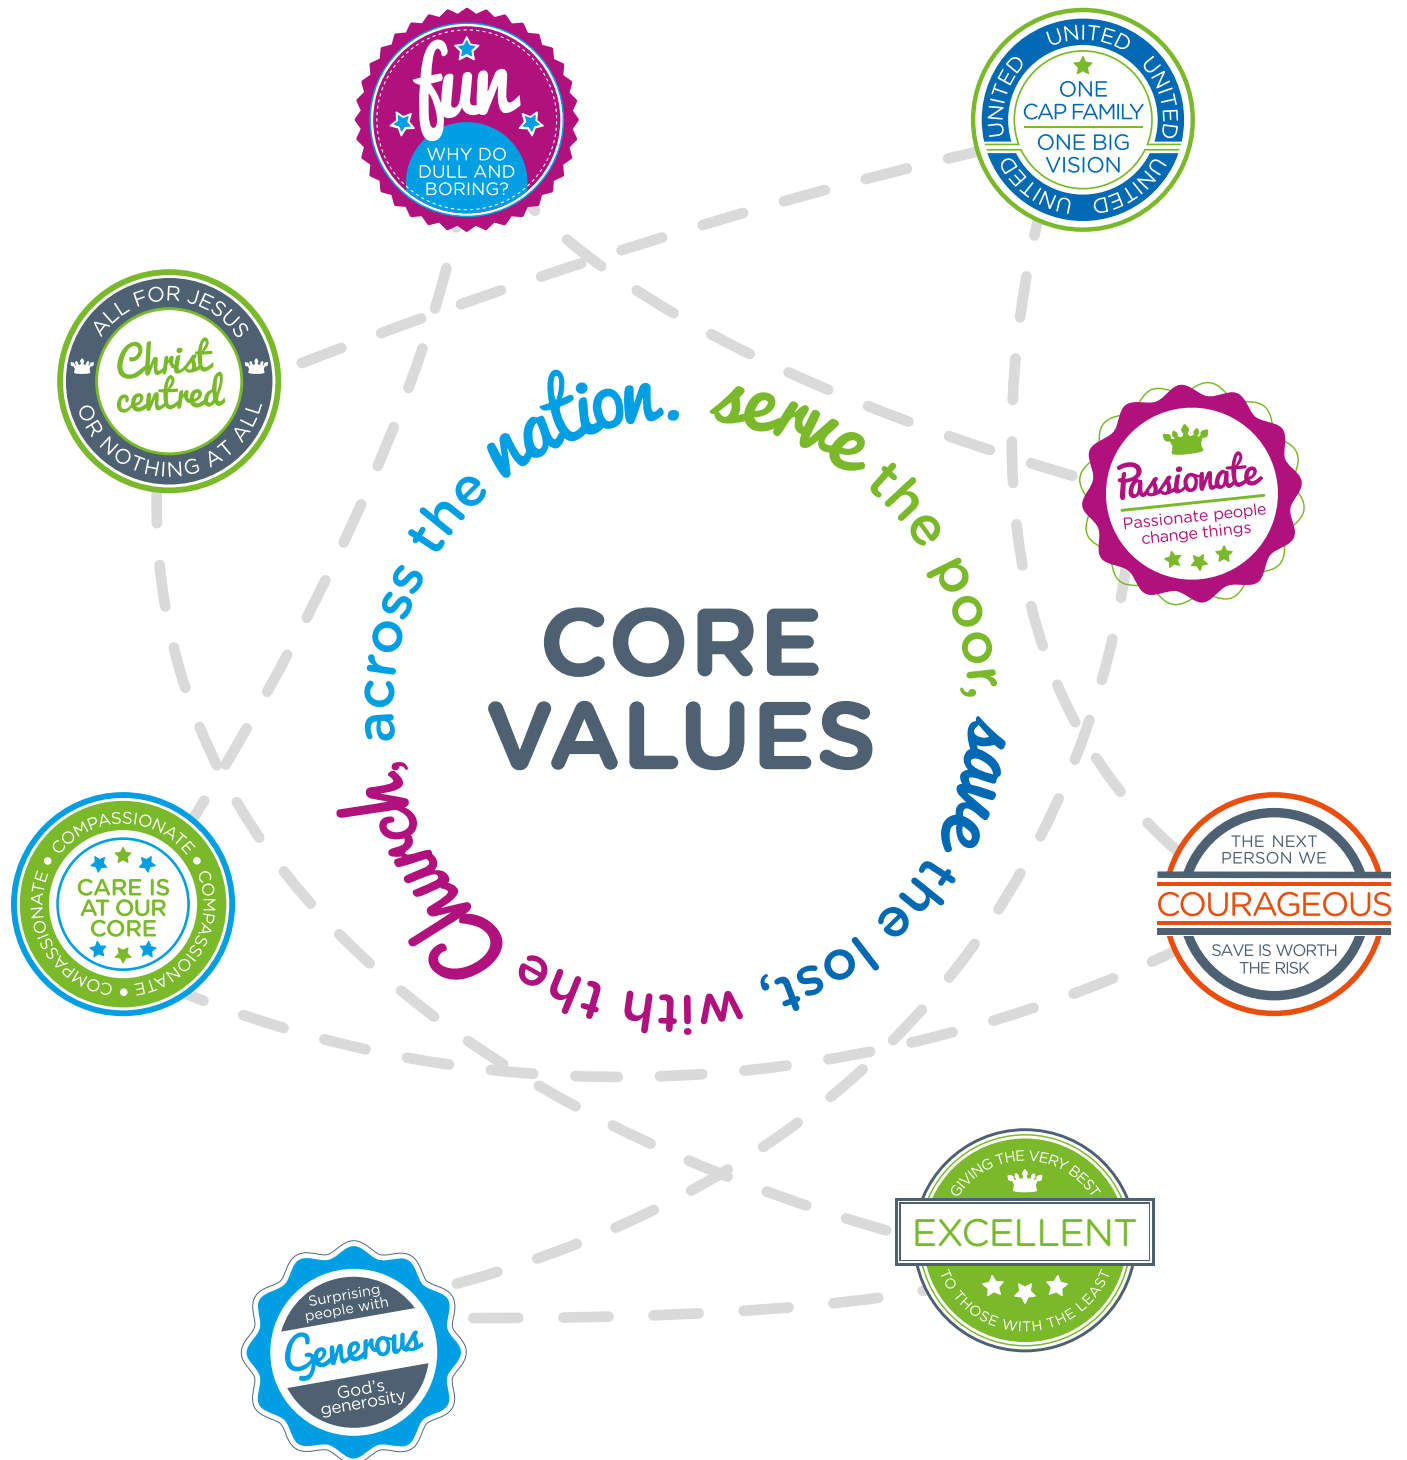 fun
WHY DO
DULL AND
BORING?
UNITED UNITED UNITED UNITED UNITED UNITED
ONE
CAP FAMILY
ONE BIG
VISION
ALL FOR JESUS
Christ
centred
OR NOTHING AT ALL
Passionate
Passionate people
change things
serve the poor,
save the lost,
with the Church,
across the nation.
CORE
VALUES
COMPASSIONATE • COMPASSIONATE • COMPASSIONATE • COMPASSIONATE •
CARE IS
AT OUR
CORE
THE NEXT
PERSON WE
COURAGEOUS
SAVE IS WORTH
THE RISK
GIVING THE VERY BEST
EXCELLENT
TO THOSE WITH THE LEAST
Surprising
people with
Generous
God's
generosity